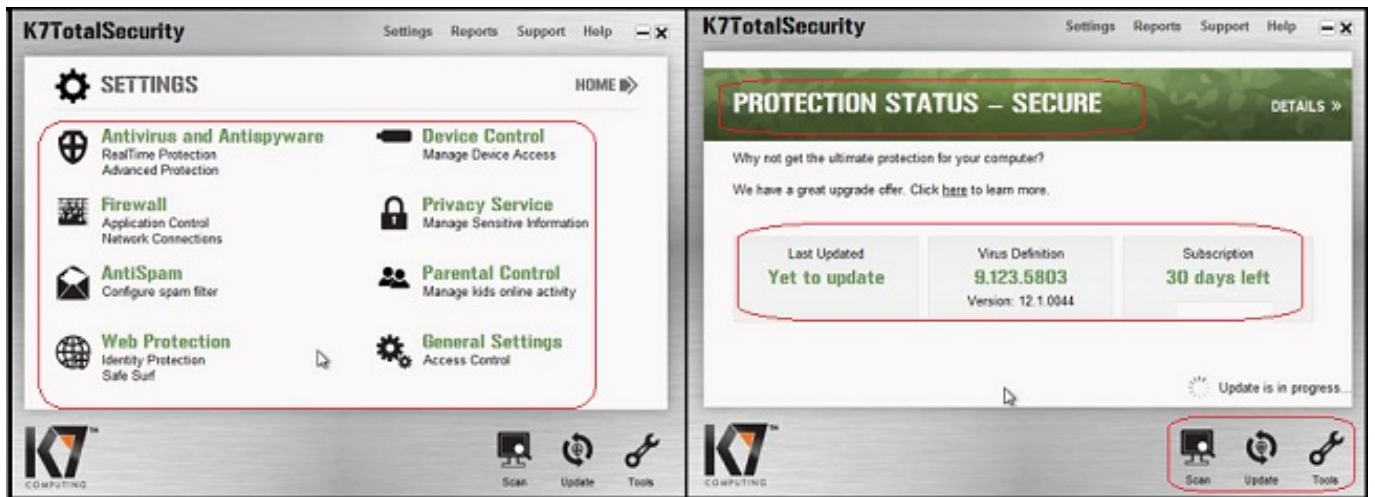 K7TotalSecurity
Settings Reports Support Help
SETTINGS
HOME
Antivirus and Antispyware
RealTime Protection
Advanced Protection
Device Control
Manage Device Access
Firewall
Application Control
Network Connections
Privacy Service
Manage Sensitive Information
AntiSpam
Configure spam filter
Parental Control
Manage kids online activity
Web Protection
Identity Protection
Safe Surf
General Settings
Access Control
K7
COMPUTING
TM
Scan Update Tools
K7TotalSecurity
Settings Reports Support Help
PROTECTION STATUS – SECURE
DETAILS »
Why not get the ultimate protection for your computer?
We have a great upgrade offer. Click here to learn more.
Last Updated
Yet to update
Virus Definition
9.123.5803
Version: 12.1.0044
Subscription
30 days left
Update is in progress...
K7
COMPUTING
TM
Scan Update Tools